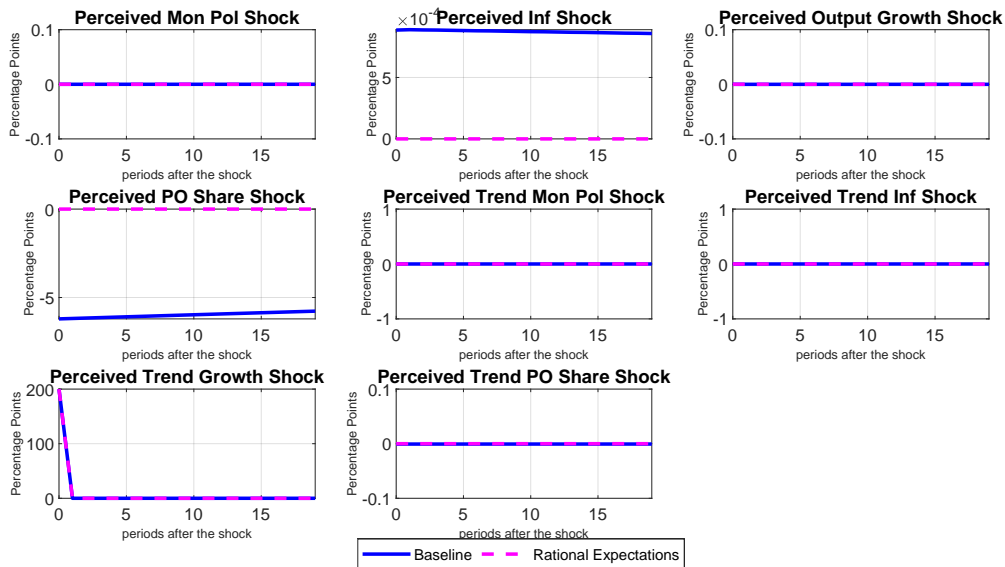 Perceived Mon Pol Shock
Percentage Points
0.1
0
-0.1
0 5 10 15
periods after the shock
Perceived Inf Shock
×10⁻⁴
Percentage Points
5
0
0 5 10 15
periods after the shock
Perceived Output Growth Shock
Percentage Points
0.1
0
-0.1
0 5 10 15
periods after the shock
Perceived PO Share Shock
Percentage Points
0
-5
0 5 10 15
periods after the shock
Perceived Trend Mon Pol Shock
Percentage Points
1
0
-1
0 5 10 15
periods after the shock
Perceived Trend Inf Shock
Percentage Points
1
0
-1
0 5 10 15
periods after the shock
Perceived Trend Growth Shock
Percentage Points
200
100
0
0 5 10 15
periods after the shock
Perceived Trend PO Share Shock
Percentage Points
0.1
0
-0.1
0 5 10 15
periods after the shock
Baseline Rational Expectations